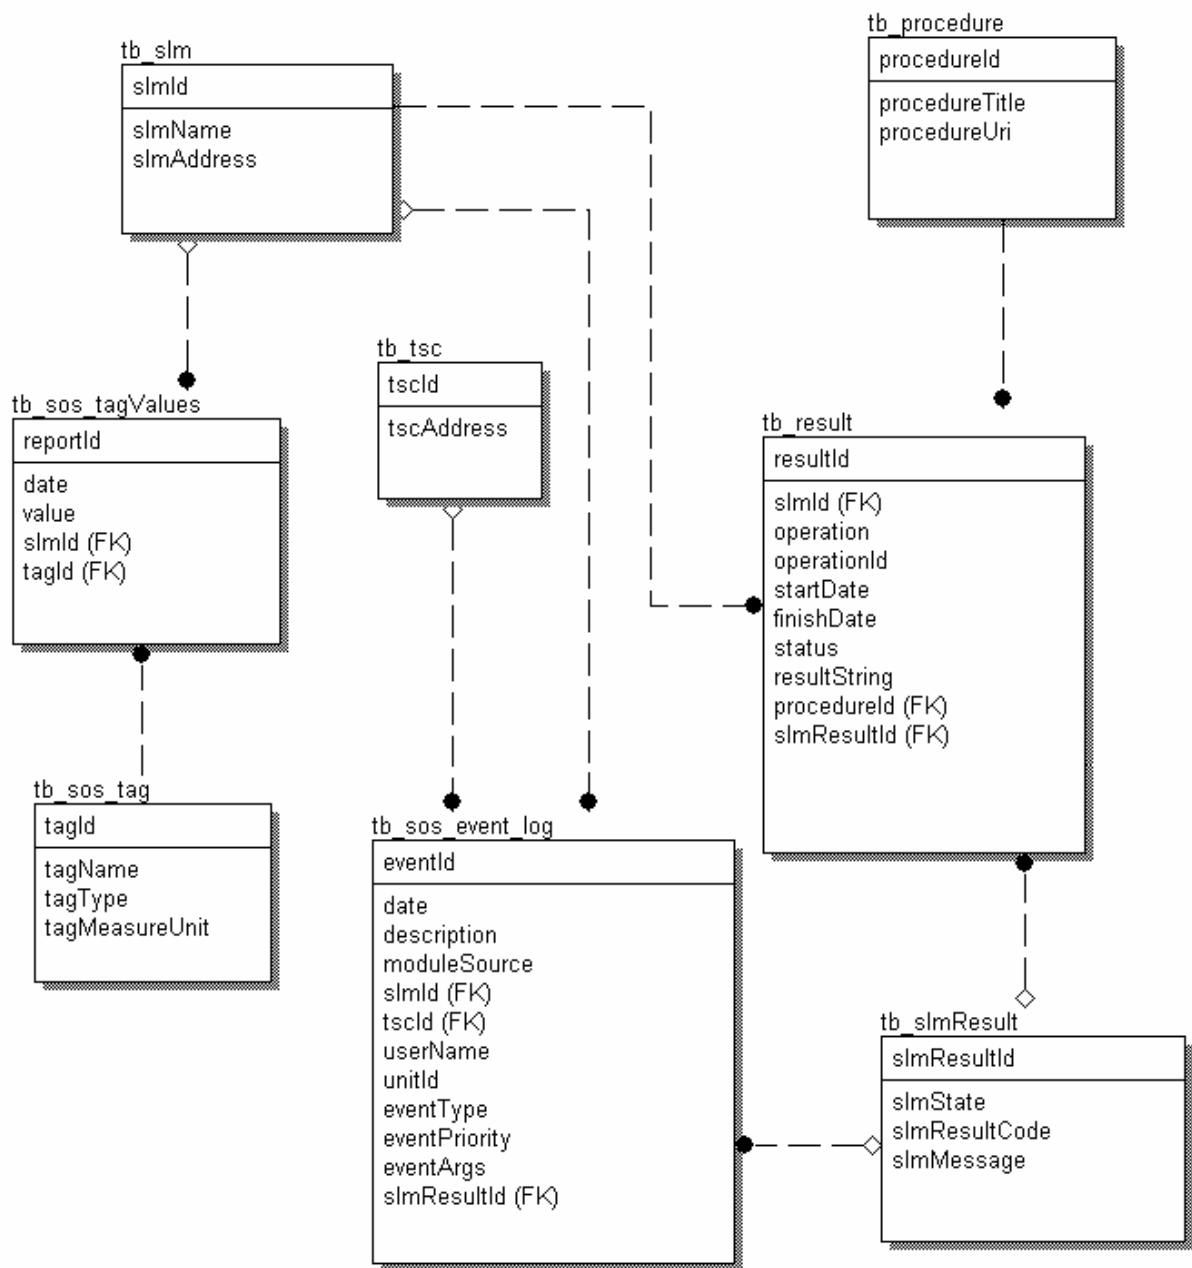 tb_slm
slmId
slmName
slmAddress
tb_procedure
procedureId
procedureTitle
procedureUri
tb_tsc
tscId
tscAddress
tb_sos_tagValues
reportId
date
value
slmId (FK)
tagId (FK)
tb_result
resultId
slmId (FK)
operation
operationId
startDate
finishDate
status
resultString
procedureId (FK)
slmResultId (FK)
tb_sos_tag
tagId
tagName
tagType
tagMeasureUnit
tb_sos_event_log
eventId
date
description
moduleSource
slmId (FK)
tscId (FK)
userName
unitId
eventType
eventPriority
eventArgs
slmResultId (FK)
tb_slmResult
slmResultId
slmState
slmResultCode
slmMessage